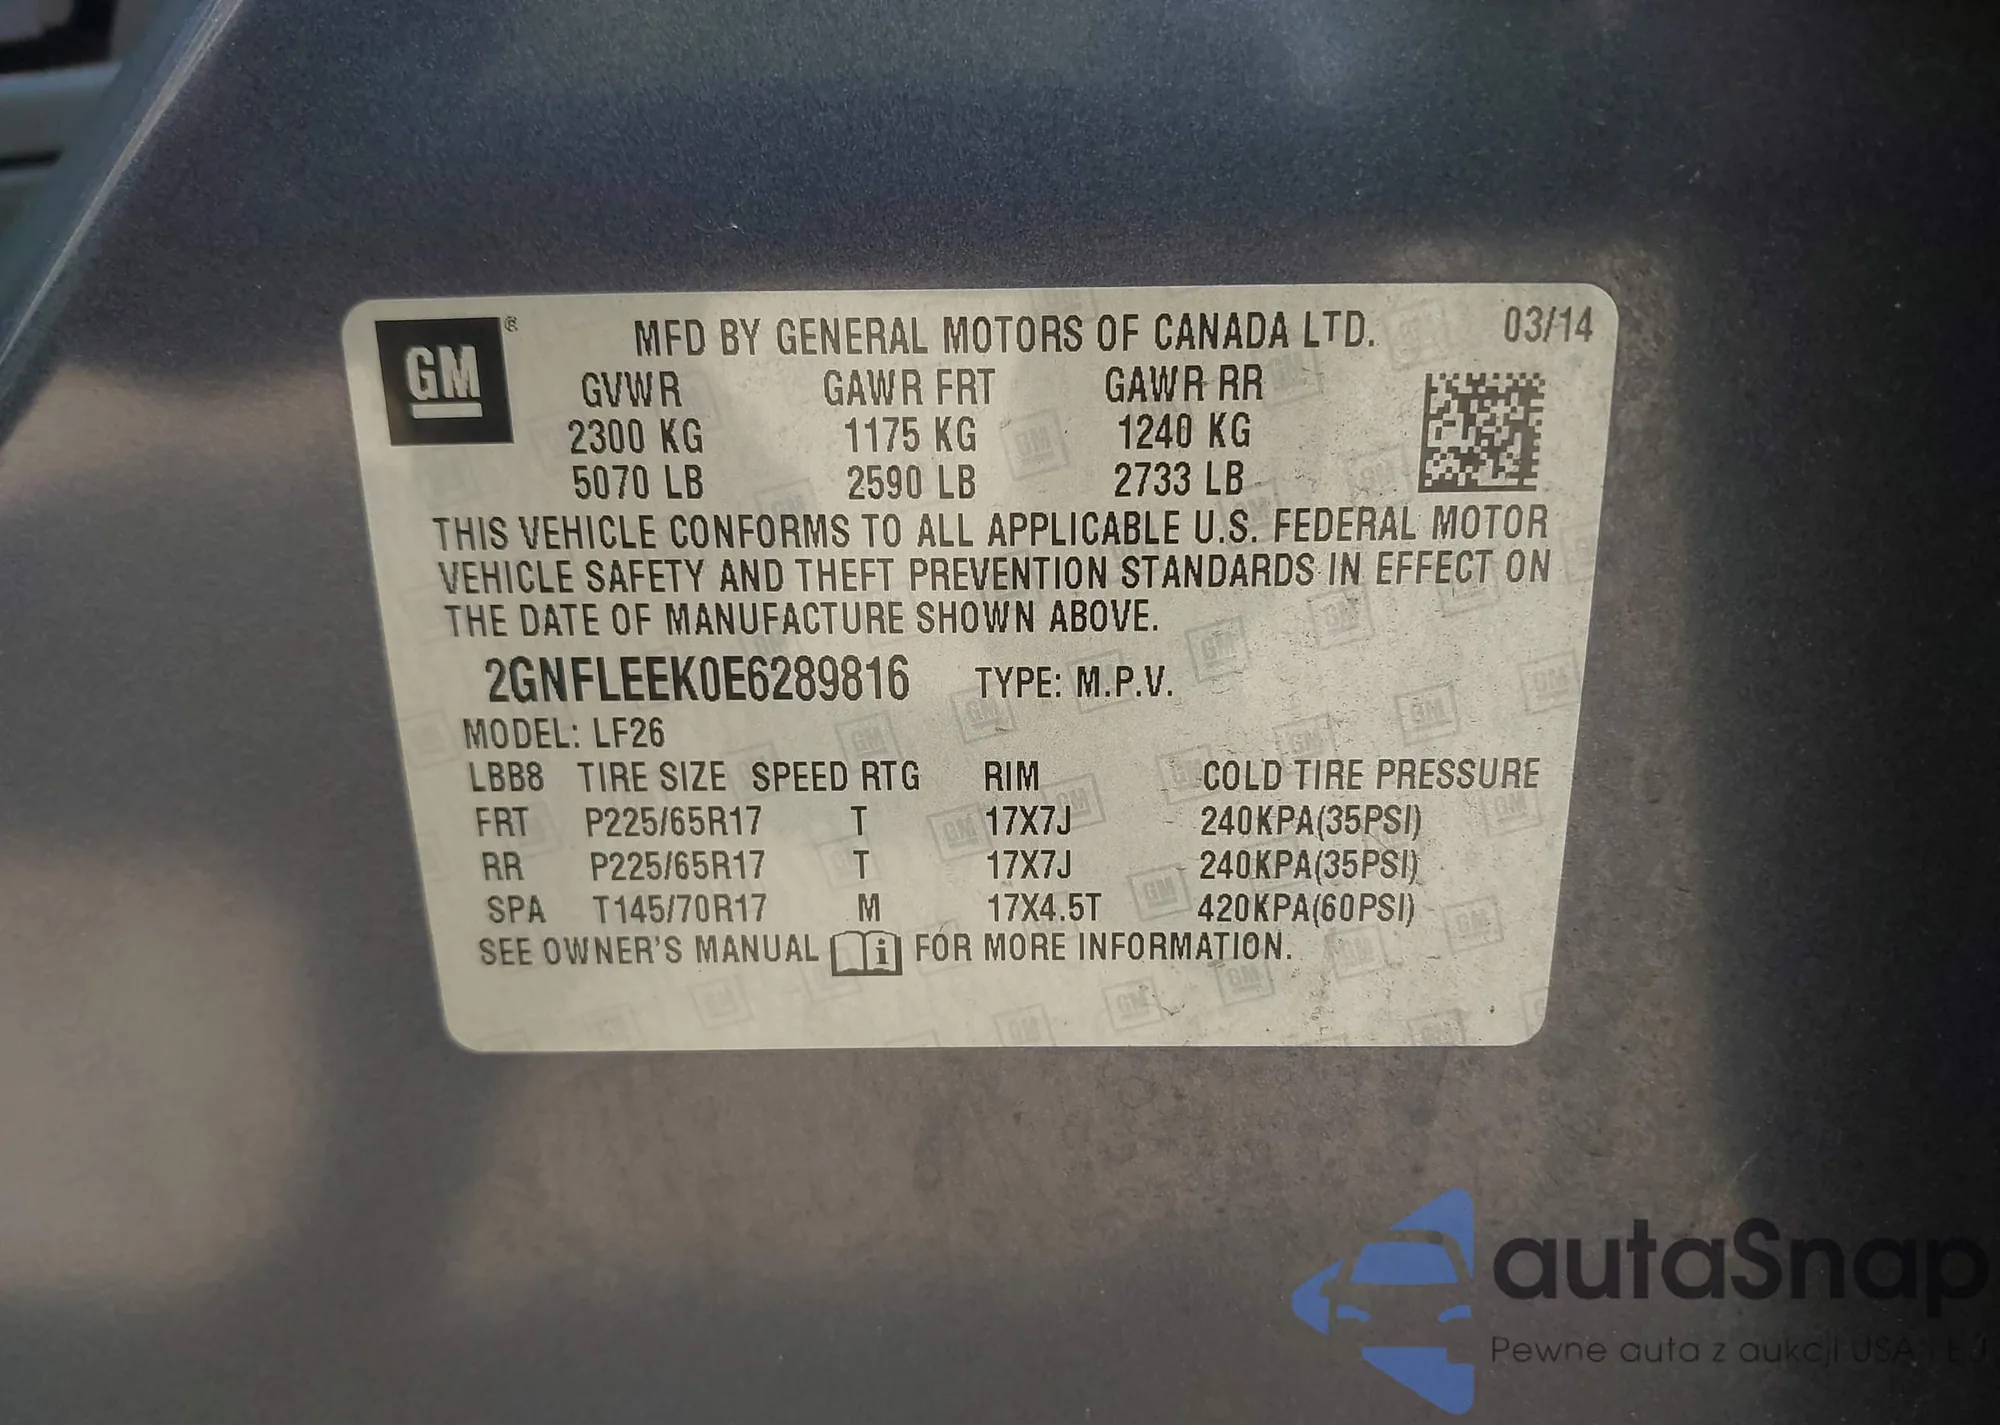 GM ® MFD BY GENERAL MOTORS OF CANADA LTD. 03/14
GVWR GAWR FRT GAWR RR
2300 KG 1175 KG 1240 KG
5070 LB 2590 LB 2733 LB
THIS VEHICLE CONFORMS TO ALL APPLICABLE U.S. FEDERAL MOTOR
VEHICLE SAFETY AND THEFT PREVENTION STANDARDS IN EFFECT ON
THE DATE OF MANUFACTURE SHOWN ABOVE.
2GNFLEEK0E6289816 TYPE: M.P.V.
MODEL: LF26
LBB8 TIRE SIZE SPEED RTG RIM COLD TIRE PRESSURE
FRT P225/65R17 T 17X7J 240KPA(35PSI)
RR P225/65R17 T 17X7J 240KPA(35PSI)
SPA T145/70R17 M 17X4.5T 420KPA(60PSI)
SEE OWNER'S MANUAL i FOR MORE INFORMATION.
autaSnap
Pewne auta z aukcji USA i EU